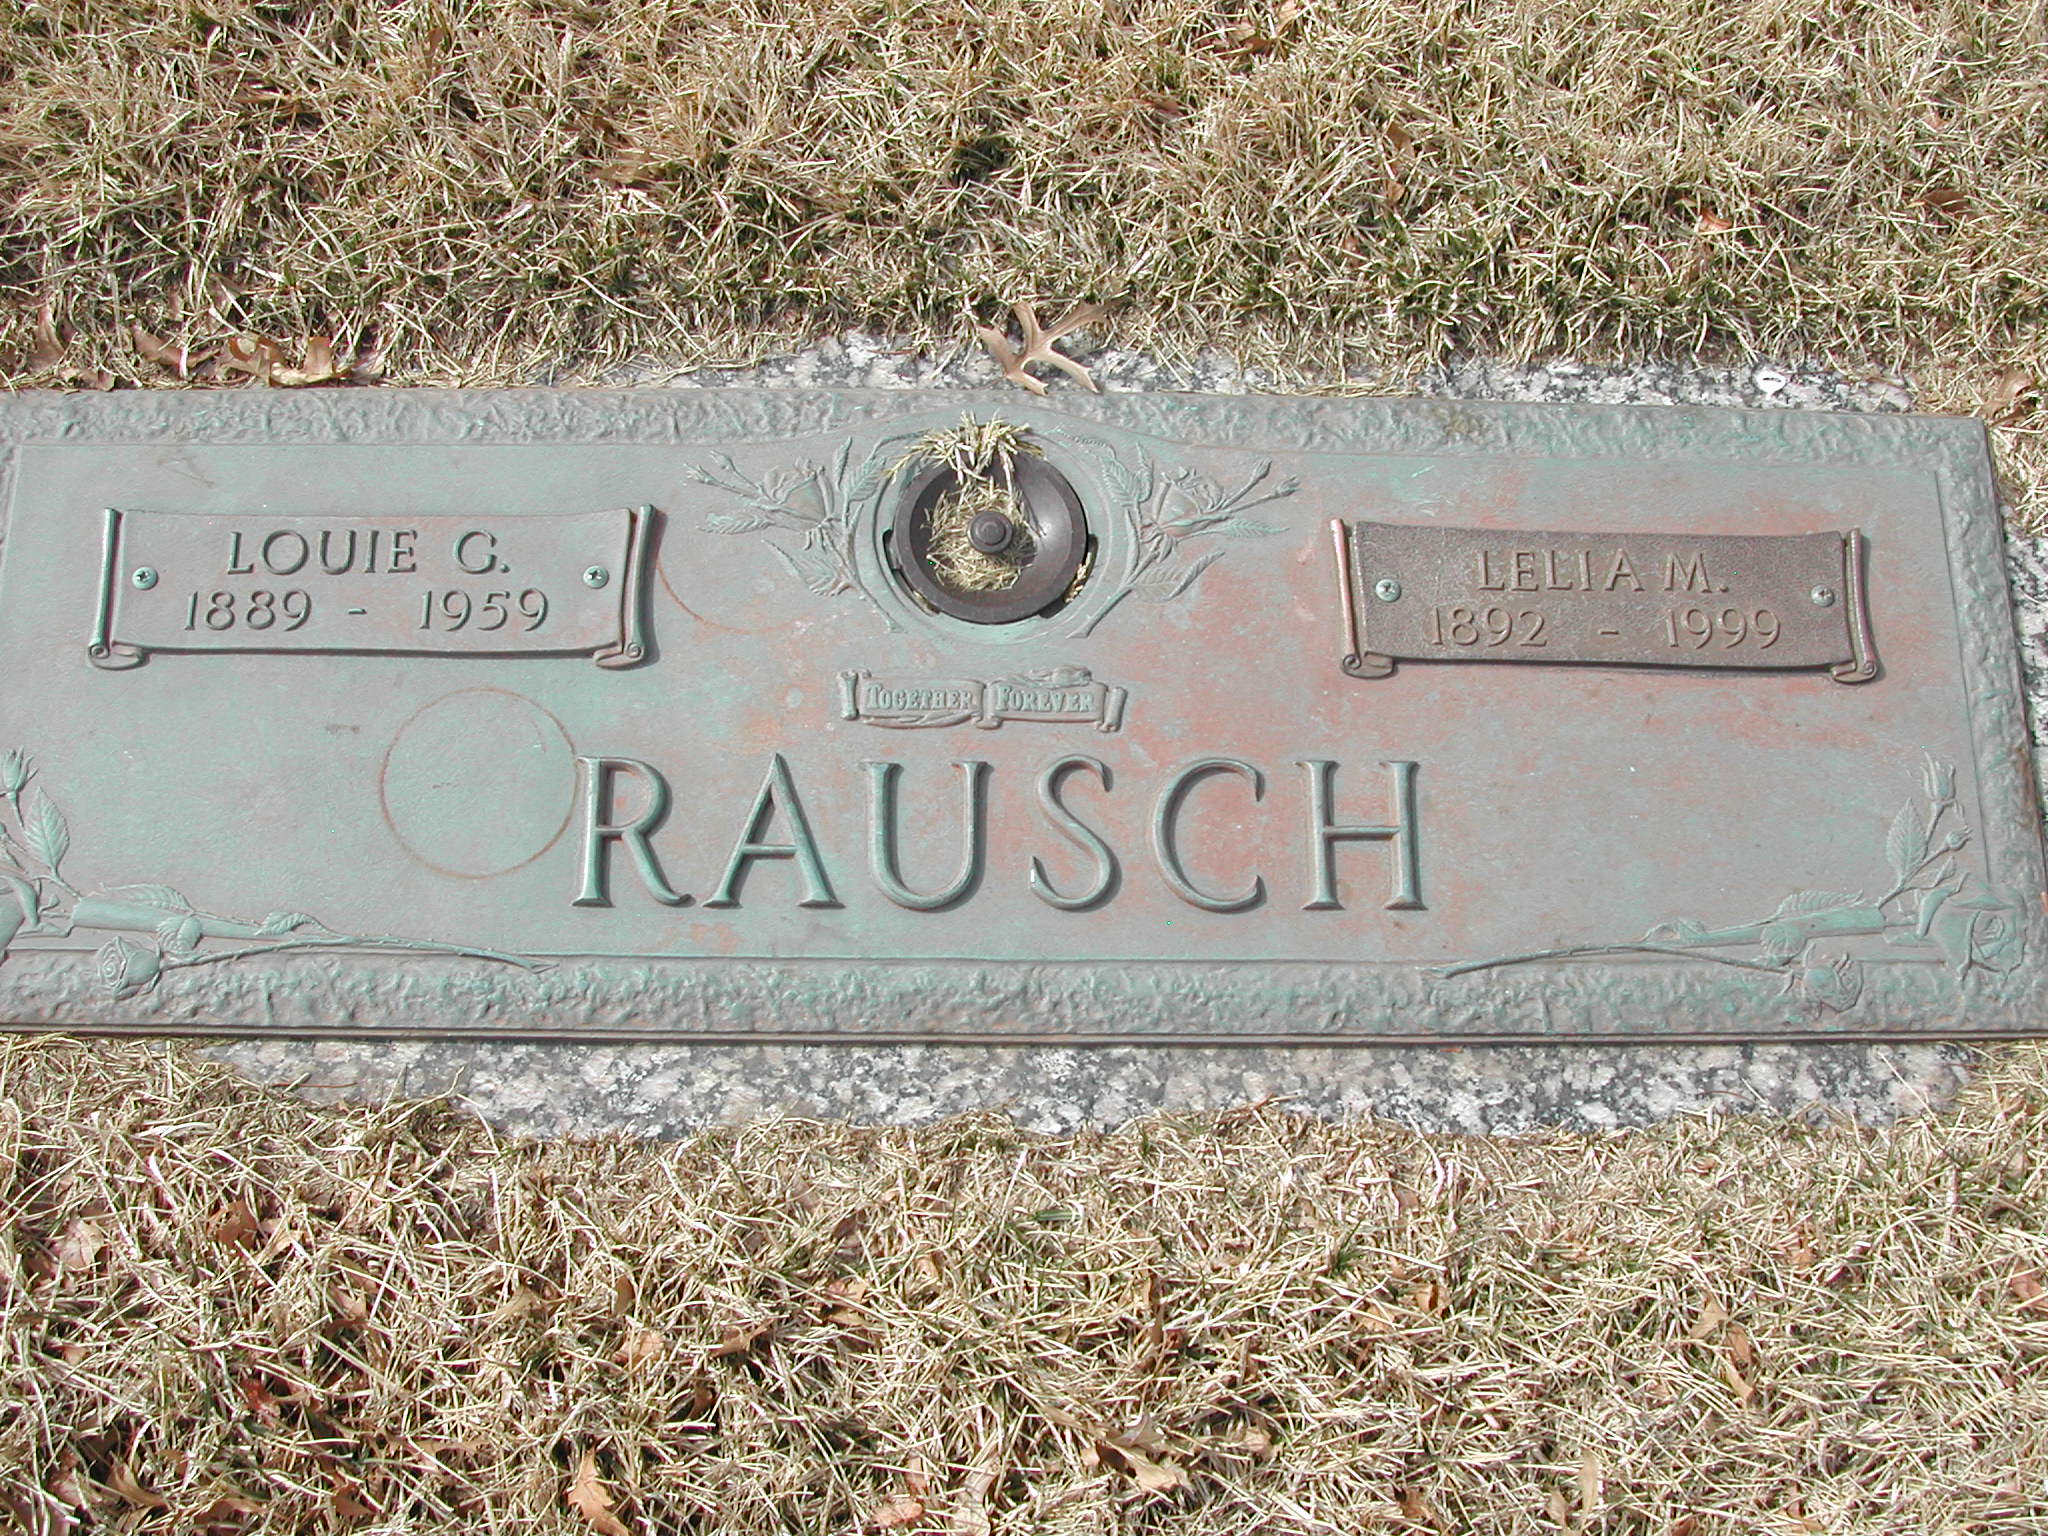 LOUIE G.
1889 - 1959
LELIA M.
1892 - 1999
TOGETHER FOREVER
RAUSCH